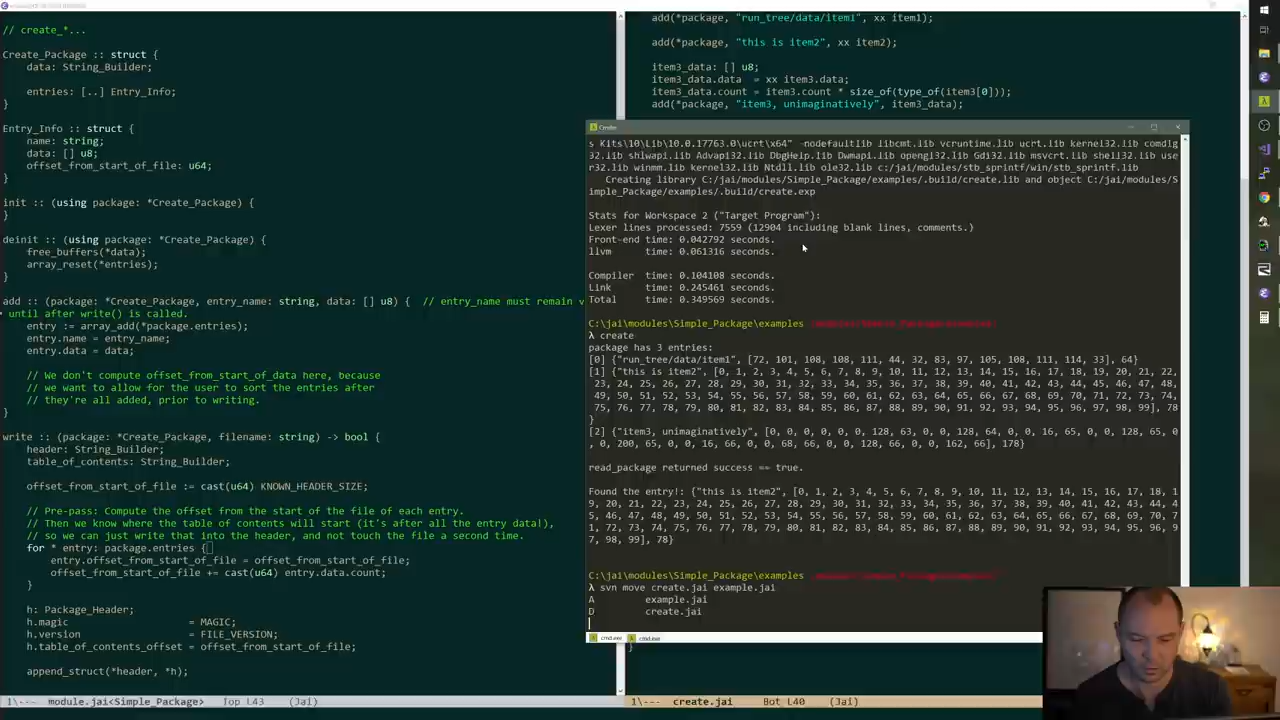 // create_*...
Create_Package :: struct {
data: String_Builder;
entries: [..] Entry_Info;
}
Entry_Info :: struct {
name: string;
data: [] u8;
offset_from_start_of_file: u64;
}
init :: (using package: *Create_Package) {
}
deinit :: (using package: *Create_Package) {
free_buffers(*data);
array_reset(*entries);
}
add :: (package: *Create_Package, entry_name: string, data: [] u8) {  // entry_name must remain v
until after write() is called.
entry := array_add(*package.entries);
entry.name = entry_name;
entry.data = data;
// We don't compute offset_from_start_of_data here, because
// we want to allow for the user to sort the entries after
// they're all added, prior to writing.
}
write :: (package: *Create_Package, filename: string) -> bool {
header: String_Builder;
table_of_contents: String_Builder;
offset_from_start_of_file := cast(u64) KNOWN_HEADER_SIZE;
// Pre-pass: Compute the offset from the start of the file of each entry.
// Then we know where the table of contents will start (it's after all the entry data!),
// so we can just write that into the header, and not touch the file a second time.
for * entry: package.entries {
entry.offset_from_start_of_file = offset_from_start_of_file;
offset_from_start_of_file += cast(u64) entry.data.count;
}
h: Package_Header;
h.magic = MAGIC;
h.version = FILE_VERSION;
h.table_of_contents_offset = offset_from_start_of_file;
append_struct(*header, *h);
1\---  module.jai<Simple_Package>  Top L43  (Jai)
add(*package, "run_tree/data/item1", xx item1);
add(*package, "this is item2", xx item2);
item3_data: [] u8;
item3_data.data  = xx item3.data;
item3_data.count = item3.count * size_of(type_of(item3[0]));
add(*package, "item3, unimaginatively", item3_data);
Cmder
s Kits\10\Lib\10.0.17763.0\ucrt\x64" -nodefaultlib libcmt.lib vcruntime.lib ucrt.lib kernel32.lib comdlg
32.lib shlwapi.lib Advapi32.lib DbgHelp.lib Dwmapi.lib opengl32.lib Gdi32.lib msvcrt.lib shell32.lib use
r32.lib winmm.lib kernel32.lib Ntdll.lib ole32.lib c:/jai/modules/stb_sprintf/win/stb_sprintf.lib
Creating library C:/jai/modules/Simple_Package/examples/.build/create.lib and object C:/jai/modules/S
imple_Package/examples/.build/create.exp
Stats for Workspace 2 ("Target Program"):
Lexer lines processed: 7559 (12904 including blank lines, comments.)
Front-end time: 0.042792 seconds.
llvm      time: 0.061316 seconds.
Compiler  time: 0.104108 seconds.
Link      time: 0.245461 seconds.
Total     time: 0.349569 seconds.
C:\jai\modules\Simple_Package\examples
λ create
package has 3 entries:
[0] {"run_tree/data/item1", [72, 101, 108, 108, 111, 44, 32, 83, 97, 105, 108, 111, 114, 33], 64}
[1] {"this is item2", [0, 1, 2, 3, 4, 5, 6, 7, 8, 9, 10, 11, 12, 13, 14, 15, 16, 17, 18, 19, 20, 21, 22,
23, 24, 25, 26, 27, 28, 29, 30, 31, 32, 33, 34, 35, 36, 37, 38, 39, 40, 41, 42, 43, 44, 45, 46, 47, 48,
49, 50, 51, 52, 53, 54, 55, 56, 57, 58, 59, 60, 61, 62, 63, 64, 65, 66, 67, 68, 69, 70, 71, 72, 73, 74,
75, 76, 77, 78, 79, 80, 81, 82, 83, 84, 85, 86, 87, 88, 89, 90, 91, 92, 93, 94, 95, 96, 97, 98, 99], 78
}
[2] {"item3, unimaginatively", [0, 0, 0, 0, 0, 0, 128, 63, 0, 0, 0, 64, 0, 0, 128, 64, 0, 0, 0, 16, 65, 0, 0, 128, 65, 0
, 0, 200, 65, 0, 0, 16, 66, 0, 0, 68, 66, 0, 0, 128, 66, 0, 0, 162, 66], 178}
read_package returned success == true.
Found the entry!: {"this is item2", [0, 1, 2, 3, 4, 5, 6, 7, 8, 9, 10, 11, 12, 13, 14, 15, 16, 17, 18, 1
9, 20, 21, 22, 23, 24, 25, 26, 27, 28, 29, 30, 31, 32, 33, 34, 35, 36, 37, 38, 39, 40, 41, 42, 43, 44,
45, 46, 47, 48, 49, 50, 51, 52, 53, 54, 55, 56, 57, 58, 59, 60, 61, 62, 63, 64, 65, 66, 67, 68, 69, 70, 7
1, 72, 73, 74, 75, 76, 77, 78, 79, 80, 81, 82, 83, 84, 85, 86, 87, 88, 89, 90, 91, 92, 93, 94, 95, 96, 9
7, 98, 99], 78}
C:\jai\modules\Simple_Package\examples
λ svn move create.jai example.jai
A         example.jai
D         create.jai
cmd.exe
cmd.exe
}
1\---  create.jai  Bot L40  (Jai)